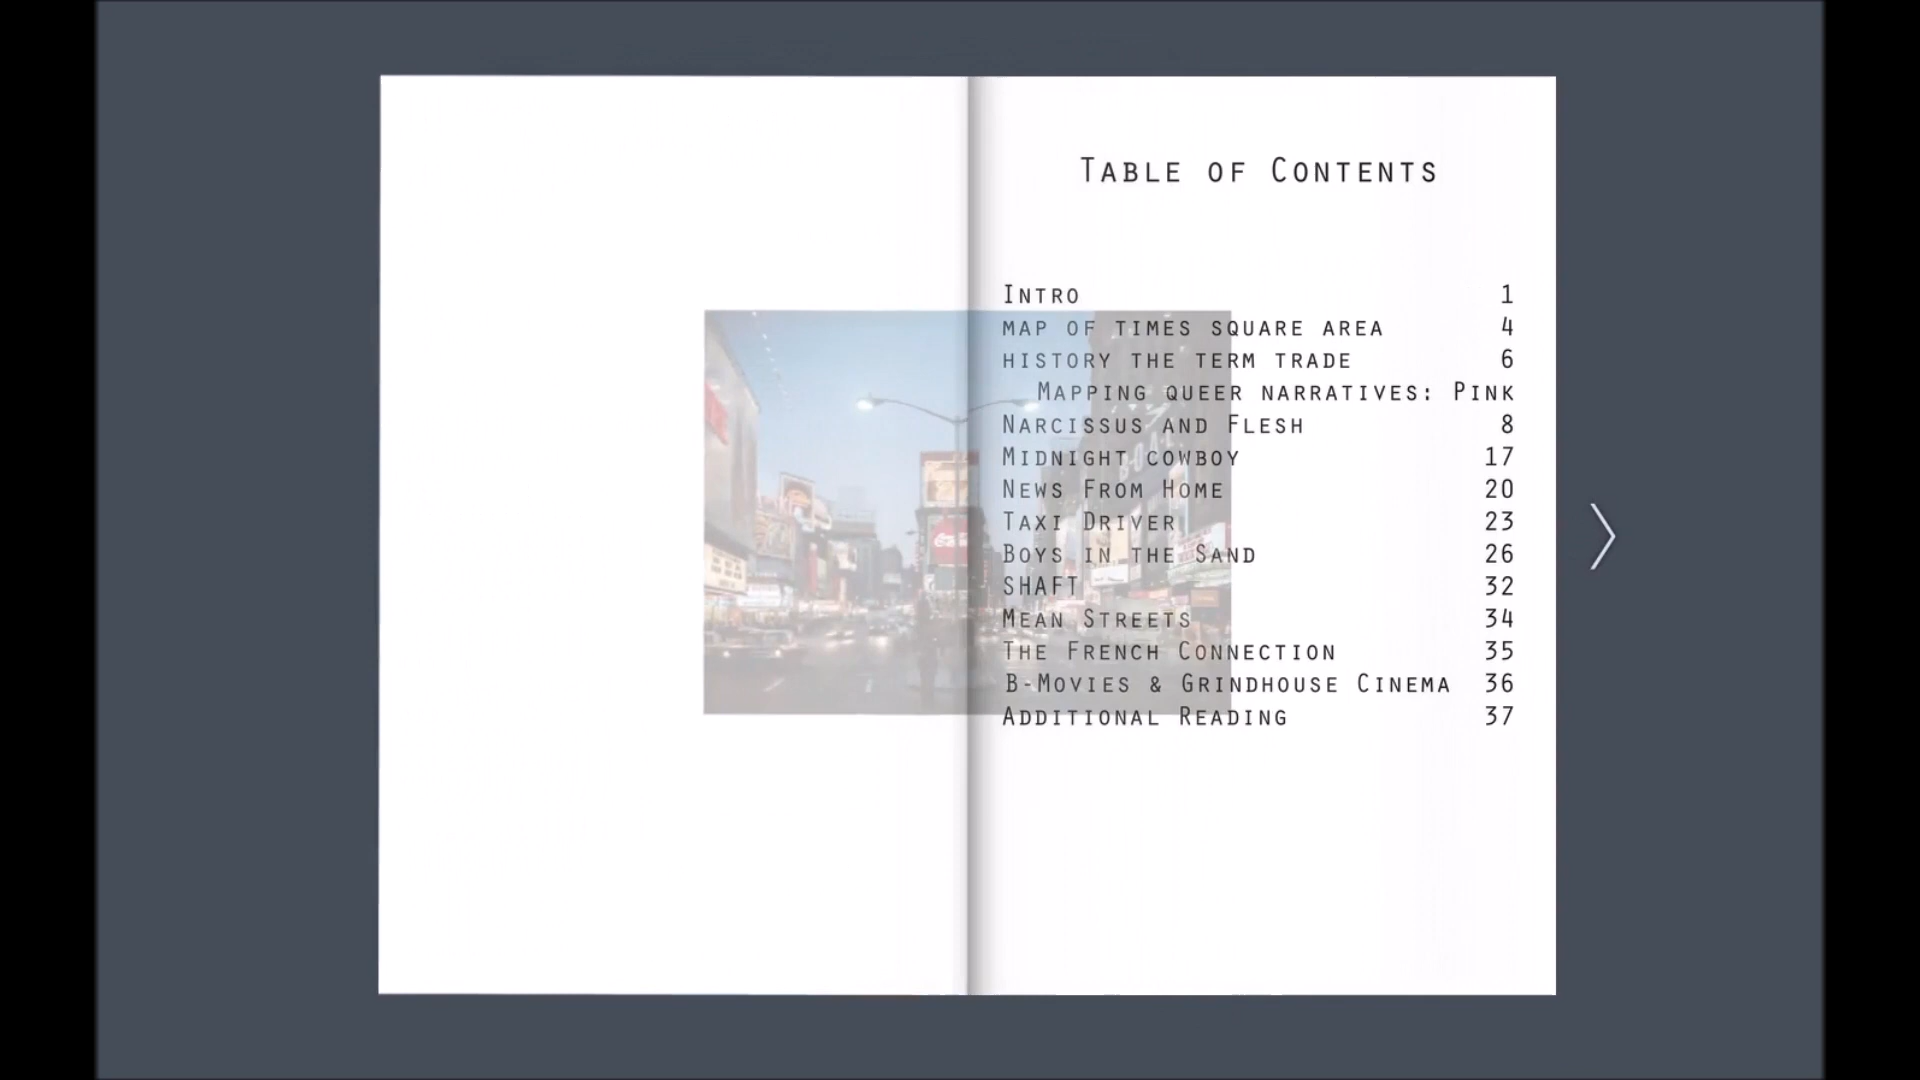 Table of Contents
Intro 1
map of times square area 4
history the term trade 6
Mapping queer narratives: Pink
Narcissus and Flesh 8
Midnight cowboy 17
News From Home 20
Taxi Driver 23
Boys in the Sand 26
SHAFT 32
Mean Streets 34
The French Connection 35
B-Movies & Grindhouse Cinema 36
Additional Reading 37
BOAC